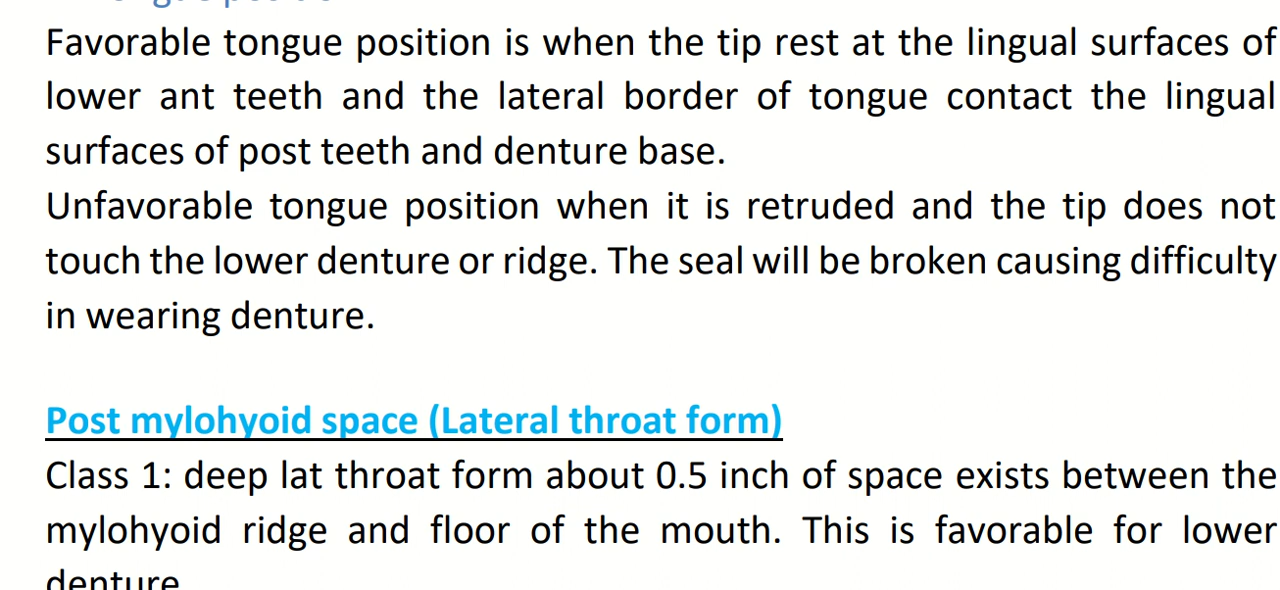 Favorable tongue position is when the tip rest at the lingual surfaces of
lower ant teeth and the lateral border of tongue contact the lingual
surfaces of post teeth and denture base.
Unfavorable tongue position when it is retruded and the tip does not
touch the lower denture or ridge. The seal will be broken causing difficulty
in wearing denture.
Post mylohyoid space (Lateral throat form)
Class 1: deep lat throat form about 0.5 inch of space exists between the
mylohyoid ridge and floor of the mouth. This is favorable for lower
denture